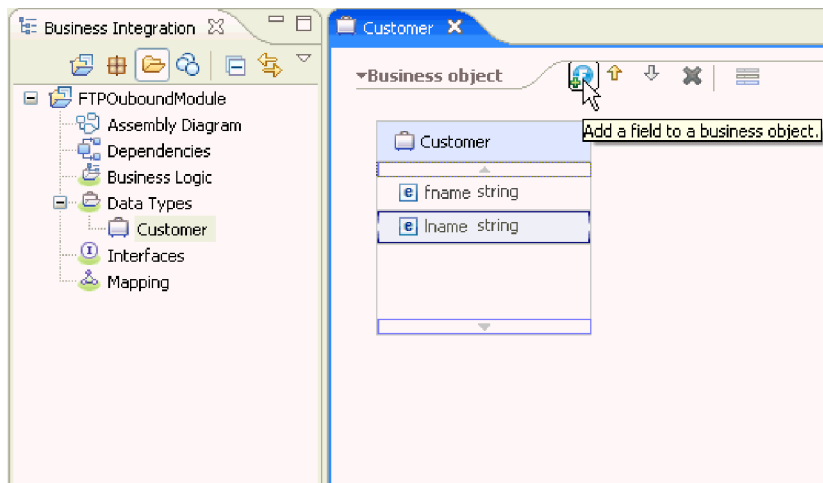 Business Integration
FTPOuboundModule
Assembly Diagram
Dependencies
Business Logic
Data Types
Customer
Interfaces
Mapping
Customer
Business object
Add a field to a business object.
Customer
e fname string
e lname string